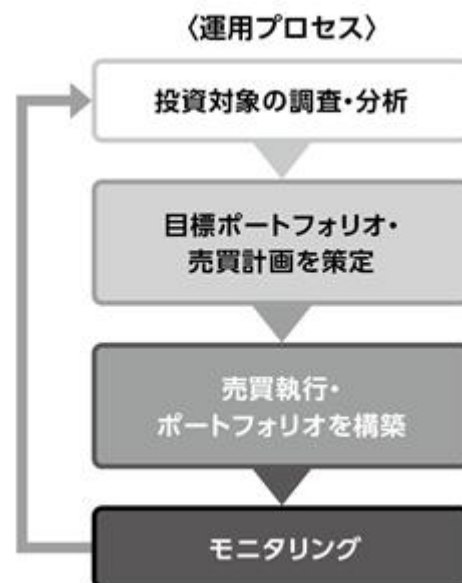 〈運用プロセス〉
投資対象の調査・分析
目標ポートフォリオ・
売買計画を策定
売買執行・
ポートフォリオを構築
モニタリング